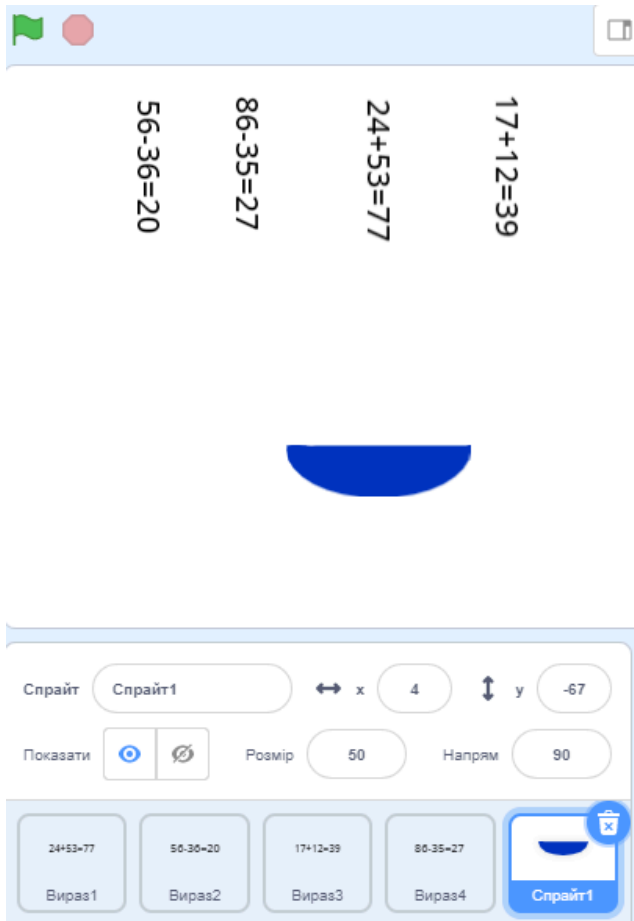 56-36=20
86-35=27
24+53=77
17+12=39
Спрайт Спрайт1 x 4 y -67
Показати Розмір 50 Напрям 90
24+53=77
56-36=20
17+12=39
86-35=27
Вираз1 Вираз2 Вираз3 Вираз4 Спрайт1